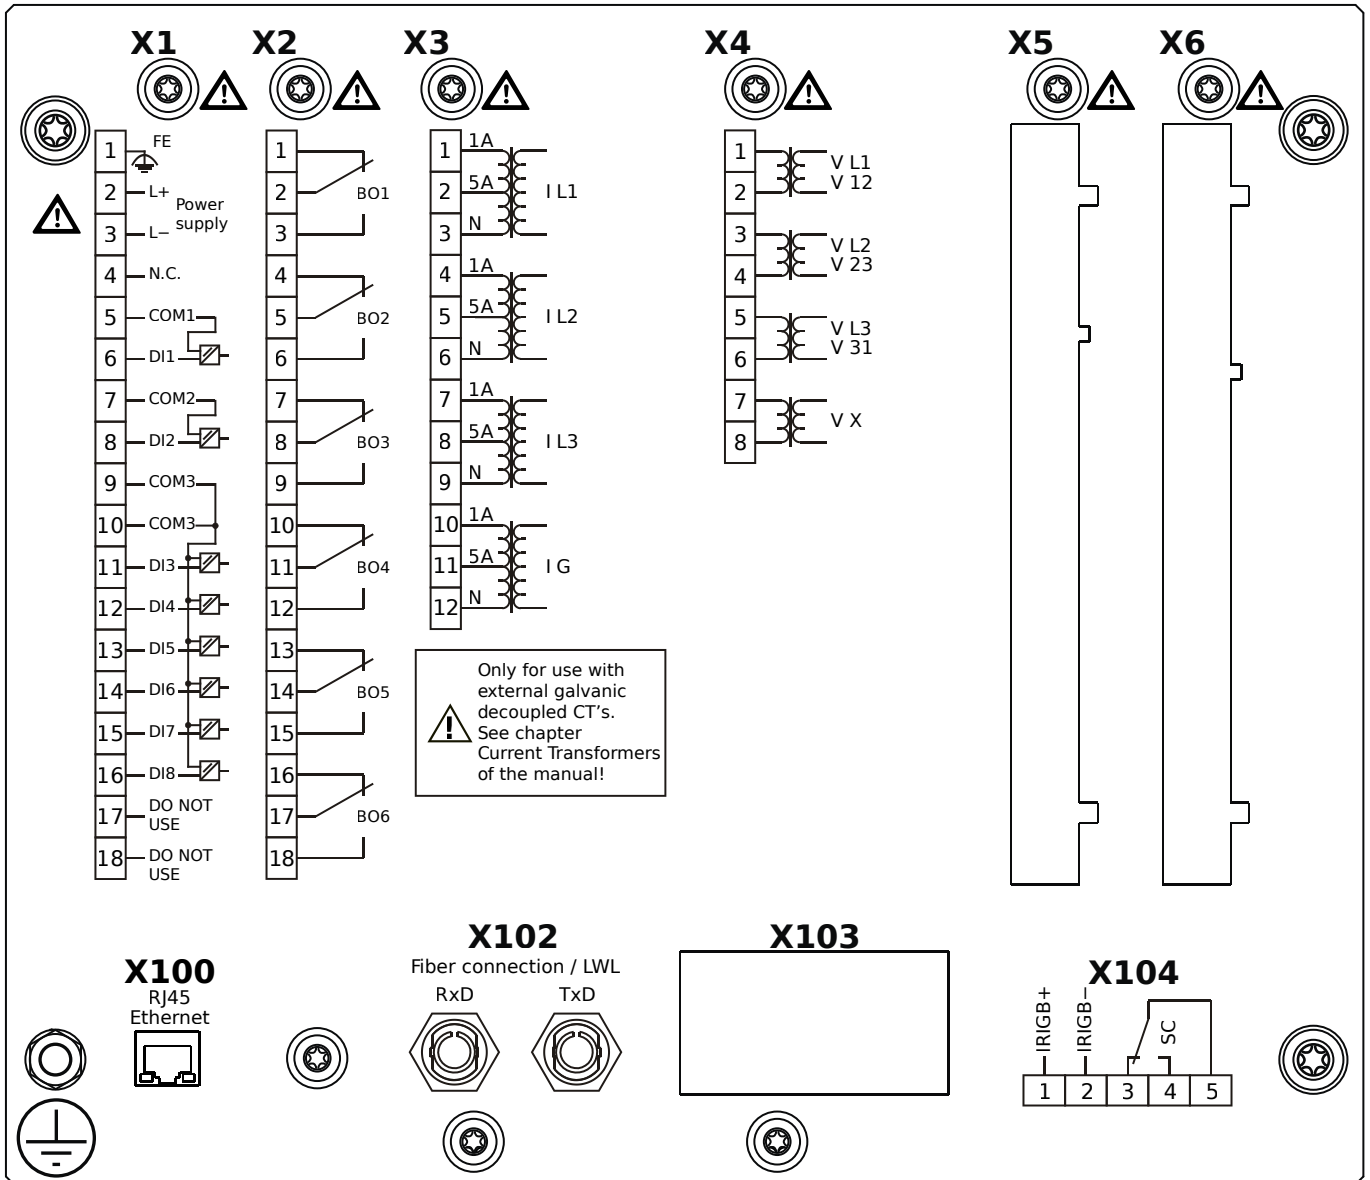 X1
X2
X3
X4
X5
X6
1
FE
2
L+
Power
supply
3
L−
4
N.C.
5
COM1
6
DI1
7
COM2
8
DI2
9
COM3
10
COM3
11
DI3
12
DI4
13
DI5
14
DI6
15
DI7
16
DI8
17
DO NOT
USE
18
DO NOT
USE
1
2
BO1
3
4
5
BO2
6
7
8
BO3
9
10
11
BO4
12
13
14
BO5
15
16
17
BO6
18
1
1A
2
5A
I L1
3
N
4
1A
5
5A
I L2
6
N
7
1A
8
5A
I L3
9
N
10
1A
11
5A
I G
12
N
Only for use with
external galvanic
decoupled CT's.
See chapter
Current Transformers
of the manual!
1
V L1
2
V 12
3
V L2
4
V 23
5
V L3
6
V 31
7
V X
8
X100
RJ45
Ethernet
X102
Fiber connection / LWL
RxD
TxD
X103
X104
IRIGB+
IRIGB−
SC
1
2
3
4
5